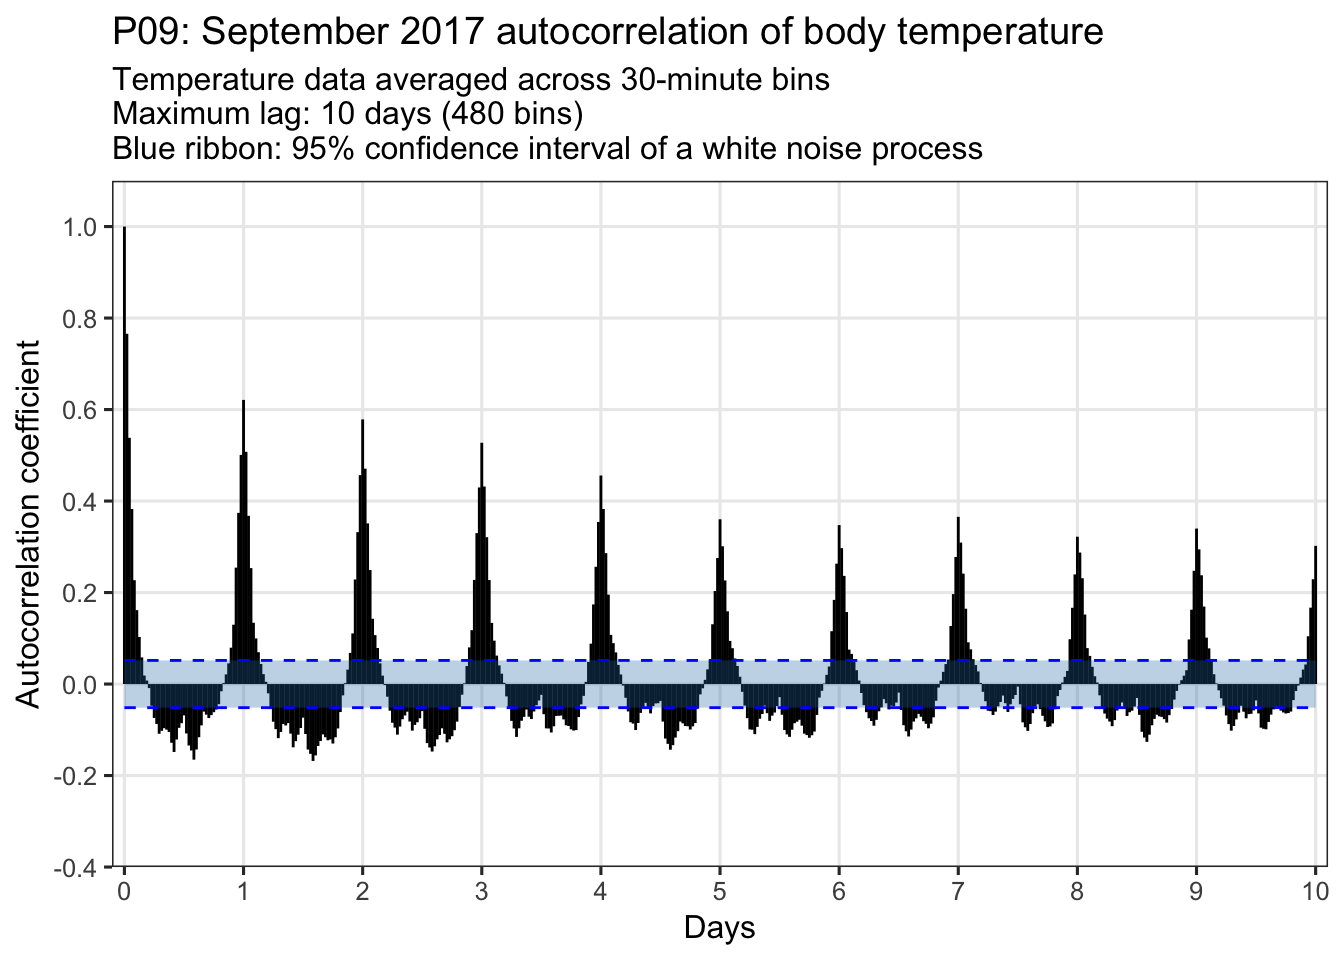 P09: September 2017 autocorrelation of body temperature
Temperature data averaged across 30-minute bins
Maximum lag: 10 days (480 bins)
Blue ribbon: 95% confidence interval of a white noise process
Autocorrelation coefficient
1.0
0.8
0.6
0.4
0.2
0.0
-0.2
-0.4
0 1 2 3 4 5 6 7 8 9 10
Days